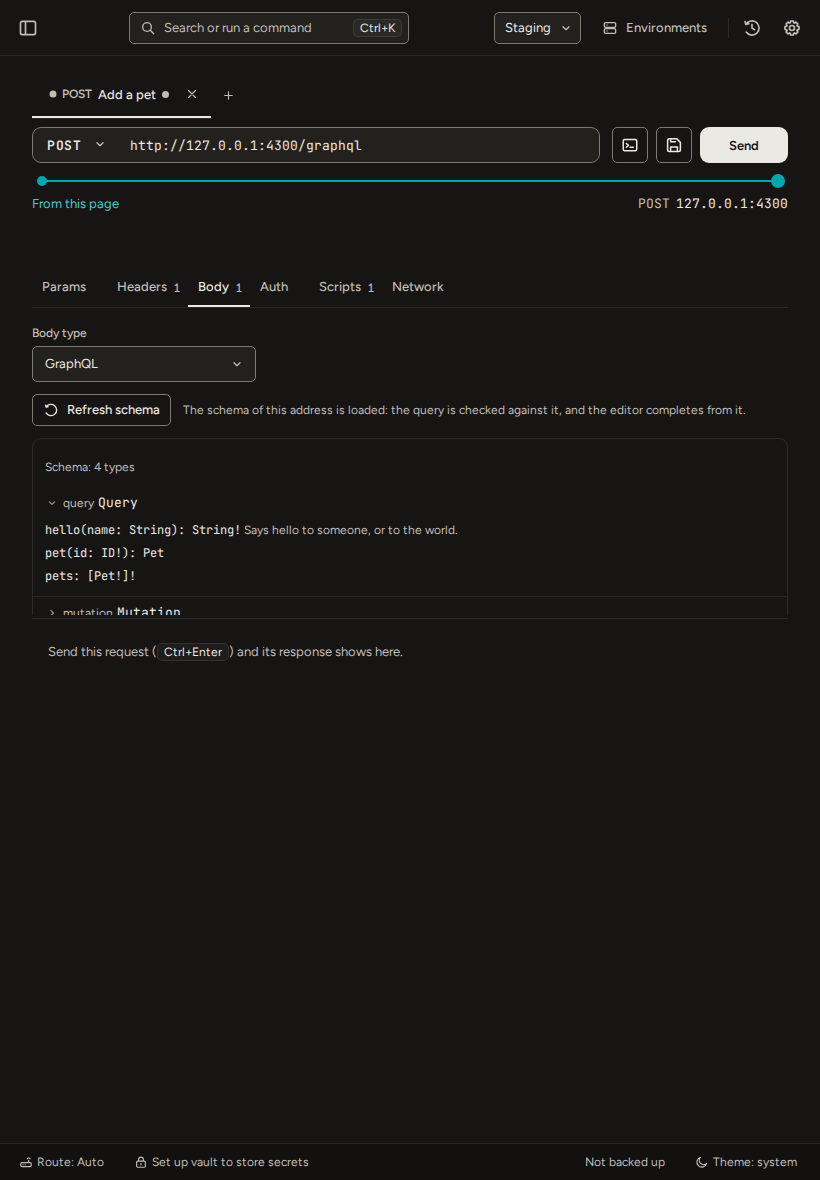 Search or run a command Ctrl+K Staging Environments
POST Add a pet
POST http://127.0.0.1:4300/graphql Send
From this page POST 127.0.0.1:4300
Params Headers 1 Body 1 Auth Scripts 1 Network
Body type
GraphQL
Refresh schema The schema of this address is loaded: the query is checked against it, and the editor completes from it.
Schema: 4 types
query Query
hello(name: String): String! Says hello to someone, or to the world.
pet(id: ID!): Pet
pets: [Pet!]!
mutation Mutation
Send this request (Ctrl+Enter) and its response shows here.
Route: Auto Set up vault to store secrets Not backed up Theme: system